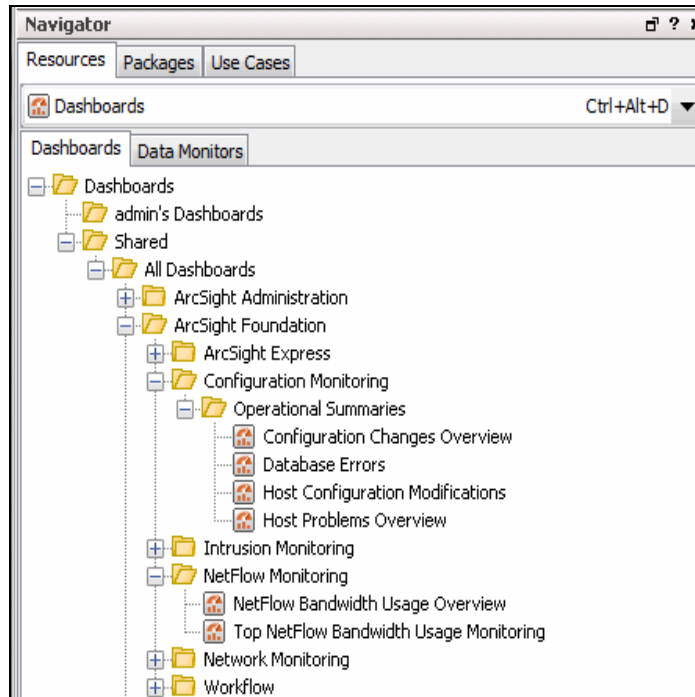 Navigator ?
Resources Packages Use Cases
Dashboards Ctrl+Alt+D
Dashboards Data Monitors
Dashboards
admin's Dashboards
Shared
All Dashboards
ArcSight Administration
ArcSight Foundation
ArcSight Express
Configuration Monitoring
Operational Summaries
Configuration Changes Overview
Database Errors
Host Configuration Modifications
Host Problems Overview
Intrusion Monitoring
NetFlow Monitoring
NetFlow Bandwidth Usage Overview
Top NetFlow Bandwidth Usage Monitoring
Network Monitoring
Workflow